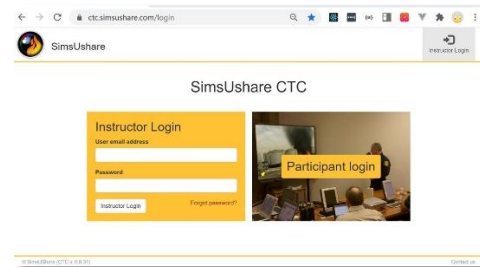 ctc.simsushare.com/login
SimsUshare
Instructor Login
SimsUshare CTC
Instructor Login
User email address
Password
Instructor Login
Forgot password?
Participant login
Contact us